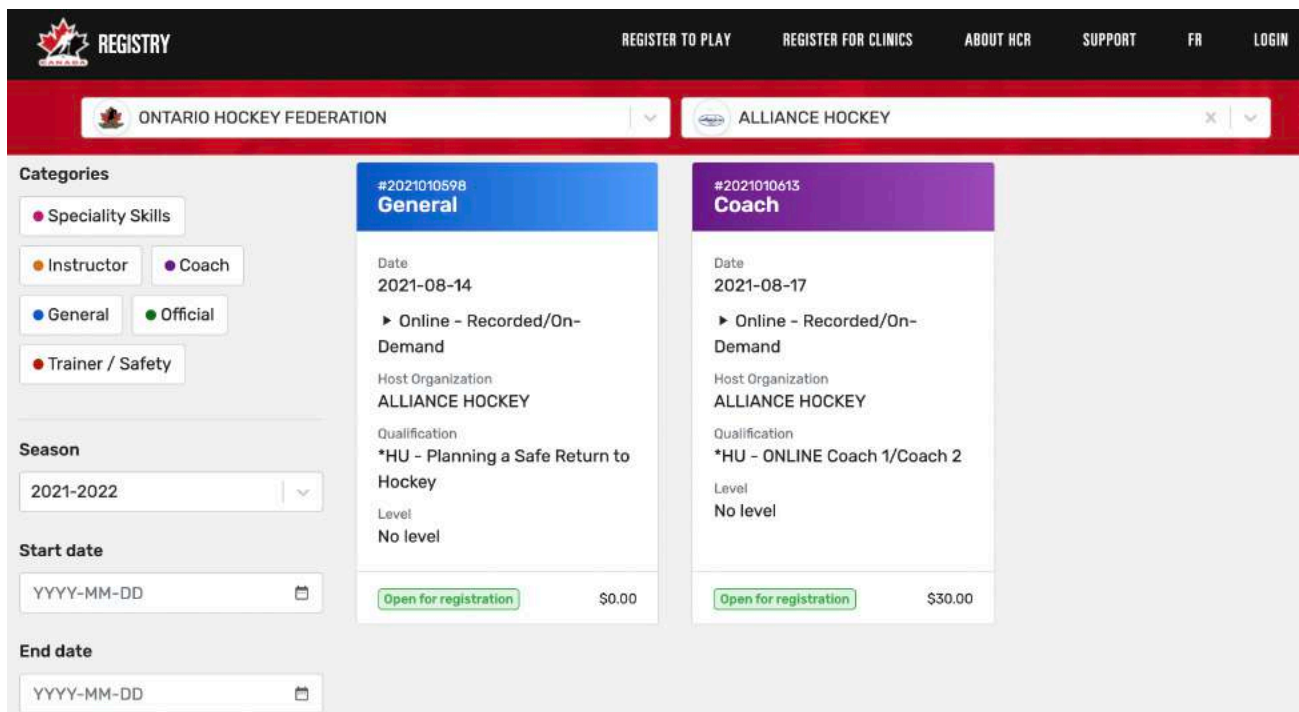 CANADA
REGISTRY
REGISTER TO PLAY
REGISTER FOR CLINICS
ABOUT HCR
SUPPORT
FR
LOGIN
ONTARIO HOCKEY FEDERATION
ALLIANCE HOCKEY
Categories
Speciality Skills
Instructor
Coach
General
Official
Trainer / Safety
Season
2021-2022
Start date
YYYY-MM-DD
End date
YYYY-MM-DD
#2021010598
General
Date
2021-08-14
Online - Recorded/On-
Demand
Host Organization
ALLIANCE HOCKEY
Qualification
*HU - Planning a Safe Return to
Hockey
Level
No level
Open for registration
$0.00
#2021010613
Coach
Date
2021-08-17
Online - Recorded/On-
Demand
Host Organization
ALLIANCE HOCKEY
Qualification
*HU - ONLINE Coach 1/Coach 2
Level
No level
Open for registration
$30.00